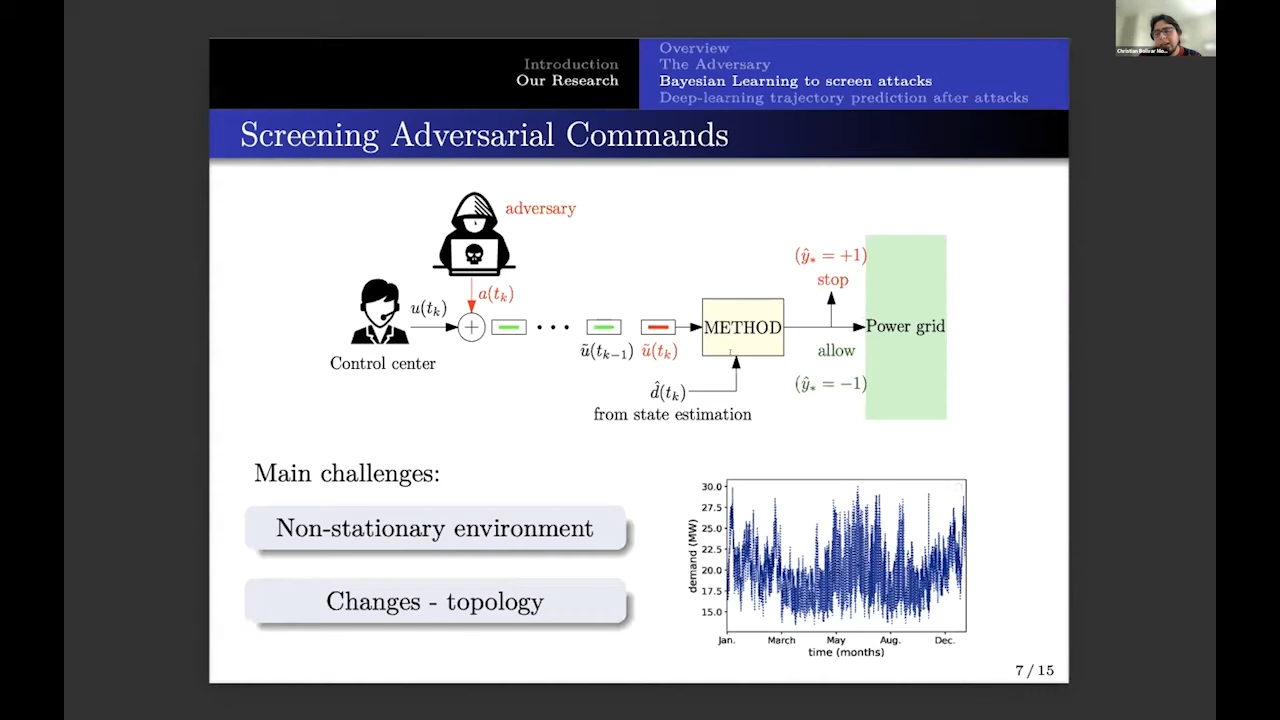 Introduction
Our Research
Overview
The Adversary
Bayesian Learning to screen attacks
Deep-learning trajectory prediction after attacks
Screening Adversarial Commands
adversary
u(t_k)
a(t_k)
+
Control center
ũ(t_{k−1})
ũ(t_k)
METHOD
d̂(t_k)
from state estimation
(ŷ_* = +1)
stop
Power grid
allow
(ŷ_* = −1)
Main challenges:
Non-stationary environment
Changes - topology
demand (MW)
30.0
27.5
25.0
22.5
20.0
17.5
15.0
Jan. March May Aug. Dec.
time (months)
7 / 15
Christian Bolivar Mo...